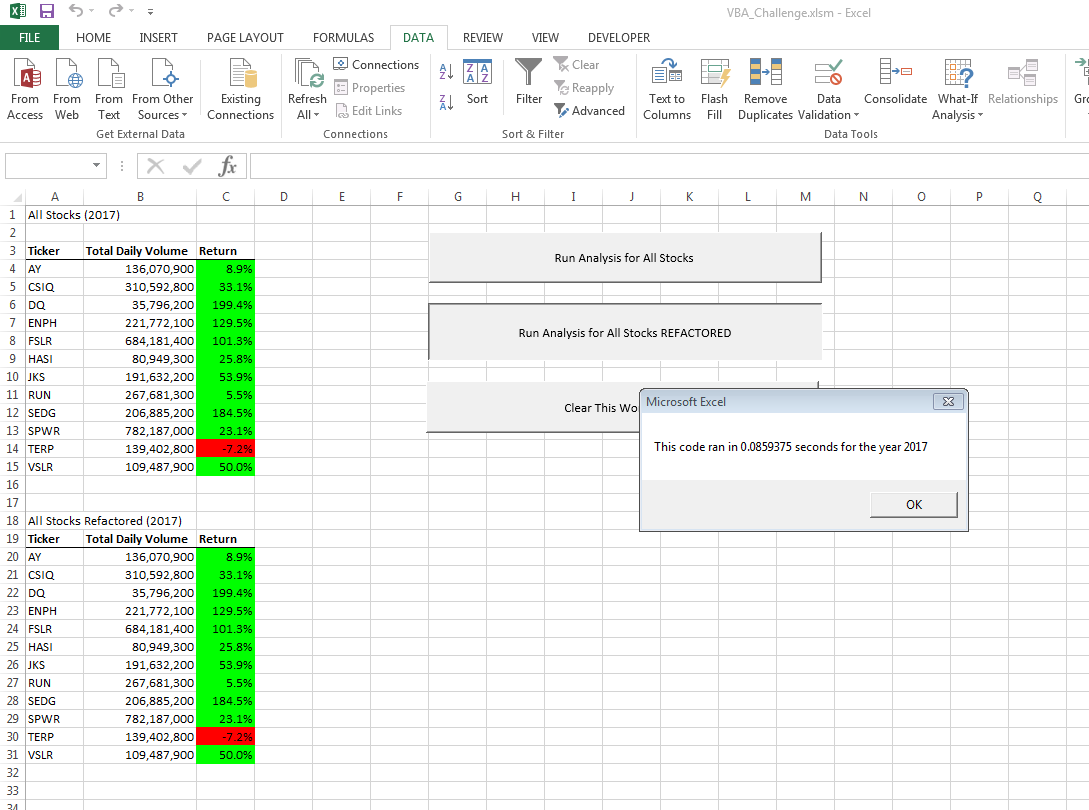 VBA_Challenge.xlsm - Excel
FILE HOME INSERT PAGE LAYOUT FORMULAS DATA REVIEW VIEW DEVELOPER
From Access
From Web
From Text
From Other Sources
Existing Connections
Get External Data
Refresh All
Connections
Properties
Edit Links
Connections
Sort
Filter
Clear
Reapply
Advanced
Sort & Filter
Text to Columns
Flash Fill
Remove Duplicates
Data Validation
Consolidate
What-If Analysis
Relationships
Data Tools
fx
A B C D E F G H I J K L M N O P Q
1 All Stocks (2017)
2
3 Ticker Total Daily Volume Return
4 AY 136,070,900 8.9%
5 CSIQ 310,592,800 33.1%
6 DQ 35,796,200 199.4%
7 ENPH 221,772,100 129.5%
8 FSLR 684,181,400 101.3%
9 HASI 80,949,300 25.8%
10 JKS 191,632,200 53.9%
11 RUN 267,681,300 5.5%
12 SEDG 206,885,200 184.5%
13 SPWR 782,187,000 23.1%
14 TERP 139,402,800 -7.2%
15 VSLR 109,487,900 50.0%
16
17
18 All Stocks Refactored (2017)
19 Ticker Total Daily Volume Return
20 AY 136,070,900 8.9%
21 CSIQ 310,592,800 33.1%
22 DQ 35,796,200 199.4%
23 ENPH 221,772,100 129.5%
24 FSLR 684,181,400 101.3%
25 HASI 80,949,300 25.8%
26 JKS 191,632,200 53.9%
27 RUN 267,681,300 5.5%
28 SEDG 206,885,200 184.5%
29 SPWR 782,187,000 23.1%
30 TERP 139,402,800 -7.2%
31 VSLR 109,487,900 50.0%
32
33
34
Run Analysis for All Stocks
Run Analysis for All Stocks REFACTORED
Clear This Wo
Microsoft Excel
This code ran in 0.0859375 seconds for the year 2017
OK